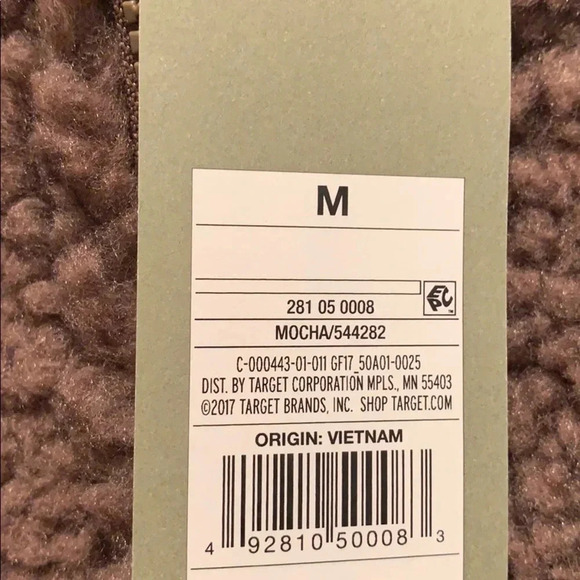 M
281 05 0008
MOCHA/544282
C-000443-01-011 GF17_50A01-0025
DIST. BY TARGET CORPORATION MPLS., MN 55403
©2017 TARGET BRANDS, INC. SHOP TARGET.COM
ORIGIN: VIETNAM
4 92810 50008 3